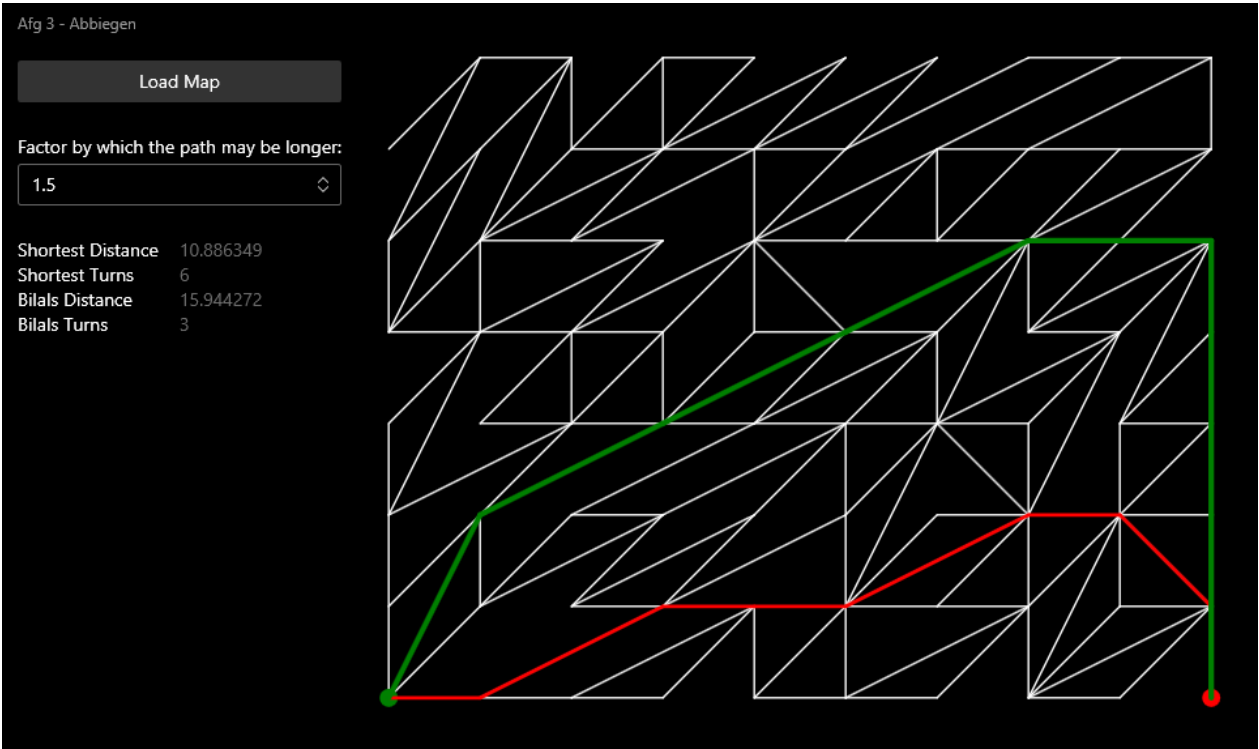 Afg 3 - Abbiegen
Load Map
Factor by which the path may be longer:
1.5
Shortest Distance 10.886349
Shortest Turns 6
Bilals Distance 15.944272
Bilals Turns 3